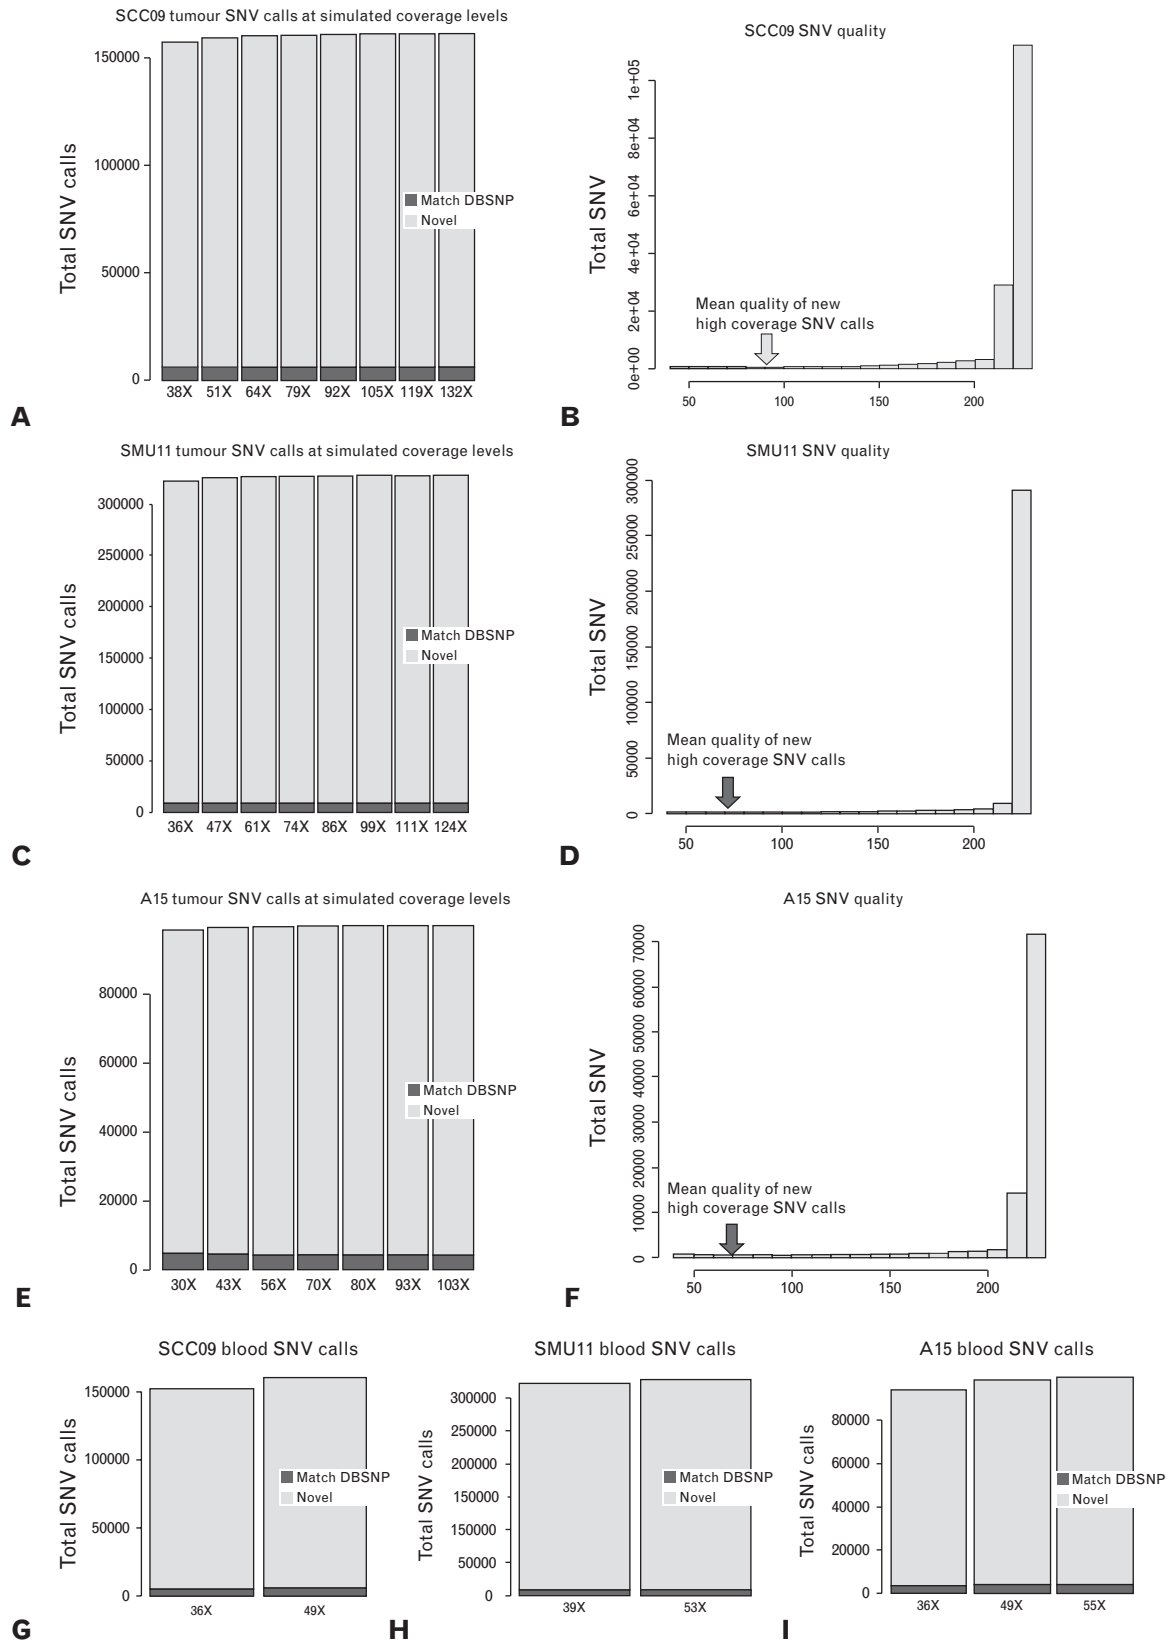 SCC09 tumour SNV calls at simulated coverage levels
Total SNV calls
150000
100000
50000
0
Match DBSNP
Novel
38X 51X 64X 79X 92X 105X 119X 132X
A
SCC09 SNV quality
Total SNV
1e+05
8e+04
6e+04
4e+04
2e+04
0e+00
Mean quality of new
high coverage SNV calls
50 100 150 200
B
SMU11 tumour SNV calls at simulated coverage levels
Total SNV calls
300000
250000
200000
150000
100000
50000
0
Match DBSNP
Novel
36X 47X 61X 74X 86X 99X 111X 124X
C
SMU11 SNV quality
Total SNV
300000
250000
200000
150000
100000
50000
0
Mean quality of new
high coverage SNV calls
50 100 150 200
D
A15 tumour SNV calls at simulated coverage levels
Total SNV calls
80000
60000
40000
20000
0
Match DBSNP
Novel
30X 43X 56X 70X 80X 93X 103X
E
A15 SNV quality
Total SNV
70000
60000
50000
40000
30000
20000
10000
0
Mean quality of new
high coverage SNV calls
50 100 150 200
F
SCC09 blood SNV calls
Total SNV calls
150000
100000
50000
0
Match DBSNP
Novel
36X 49X
G
SMU11 blood SNV calls
Total SNV calls
300000
250000
200000
150000
100000
50000
0
Match DBSNP
Novel
39X 53X
H
A15 blood SNV calls
Total SNV calls
80000
60000
40000
20000
0
Match DBSNP
Novel
36X 49X 55X
I